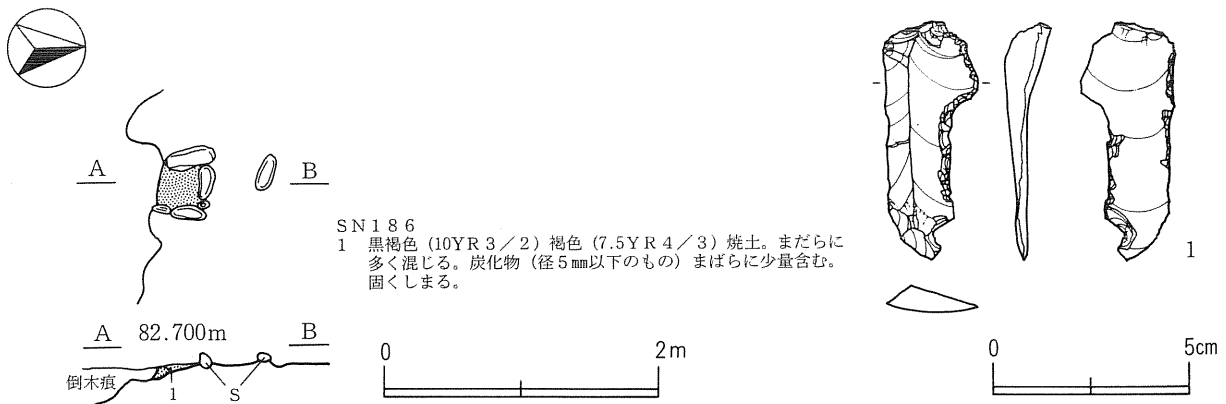 A
B
SN186
1 黒褐色（10YR3／2）褐色（7.5YR4／3）焼土。まだらに
多く混じる。炭化物（径5㎜以下のもの）まばらに少量含む。
固くしまる。
A 82.700m B
倒木痕
1
S
0 2m
1
0 5cm